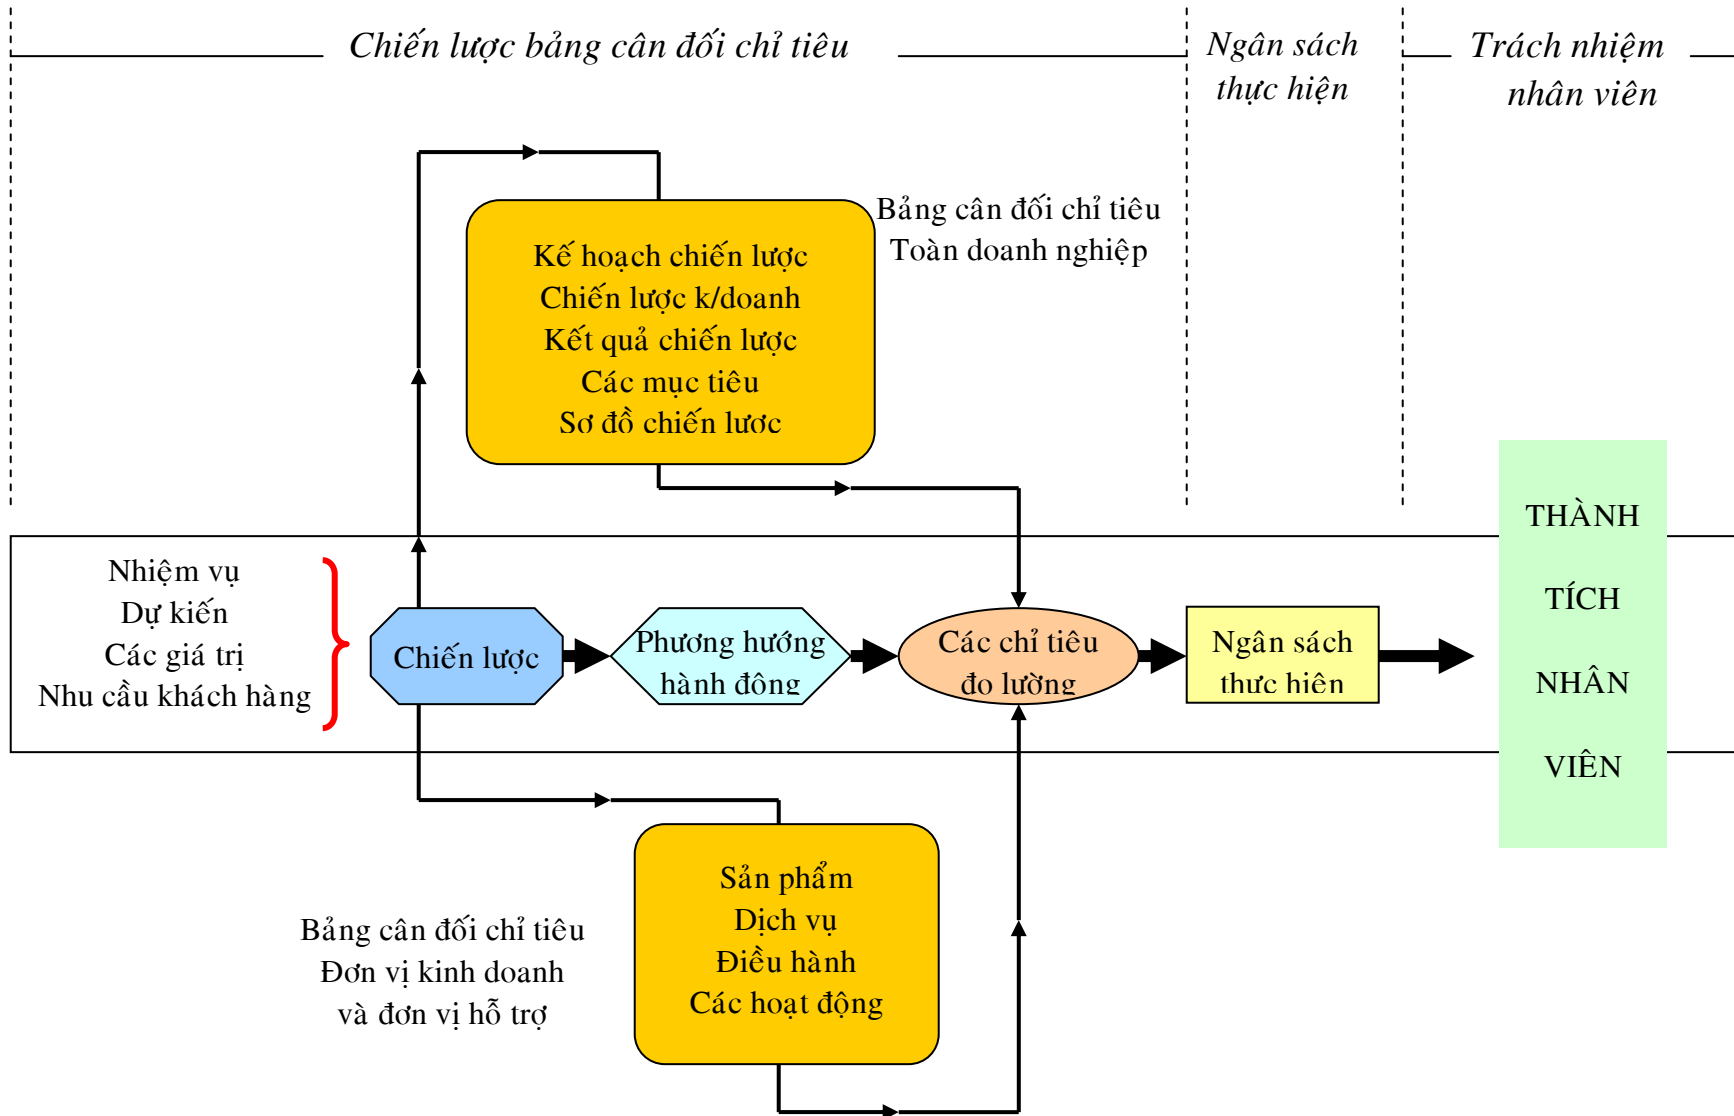 Chiến lược bảng cân đối chỉ tiêu
Ngân sách
thực hiện
Trách nhiệm
nhân viên
Bảng cân đối chỉ tiêu
Toàn doanh nghiệp
Kế hoạch chiến lược
Chiến lược k/doanh
Kết quả chiến lược
Các mục tiêu
Sơ đồ chiến lược
Nhiệm vụ
Dự kiến
Các giá trị
Nhu cầu khách hàng
Chiến lược
Phương hướng
hành động
Các chỉ tiêu
đo lường
Ngân sách
thực hiện
THÀNH
TÍCH
NHÂN
VIÊN
Sản phẩm
Dịch vụ
Điều hành
Các hoạt động
Bảng cân đối chỉ tiêu
Đơn vị kinh doanh
và đơn vị hỗ trợ